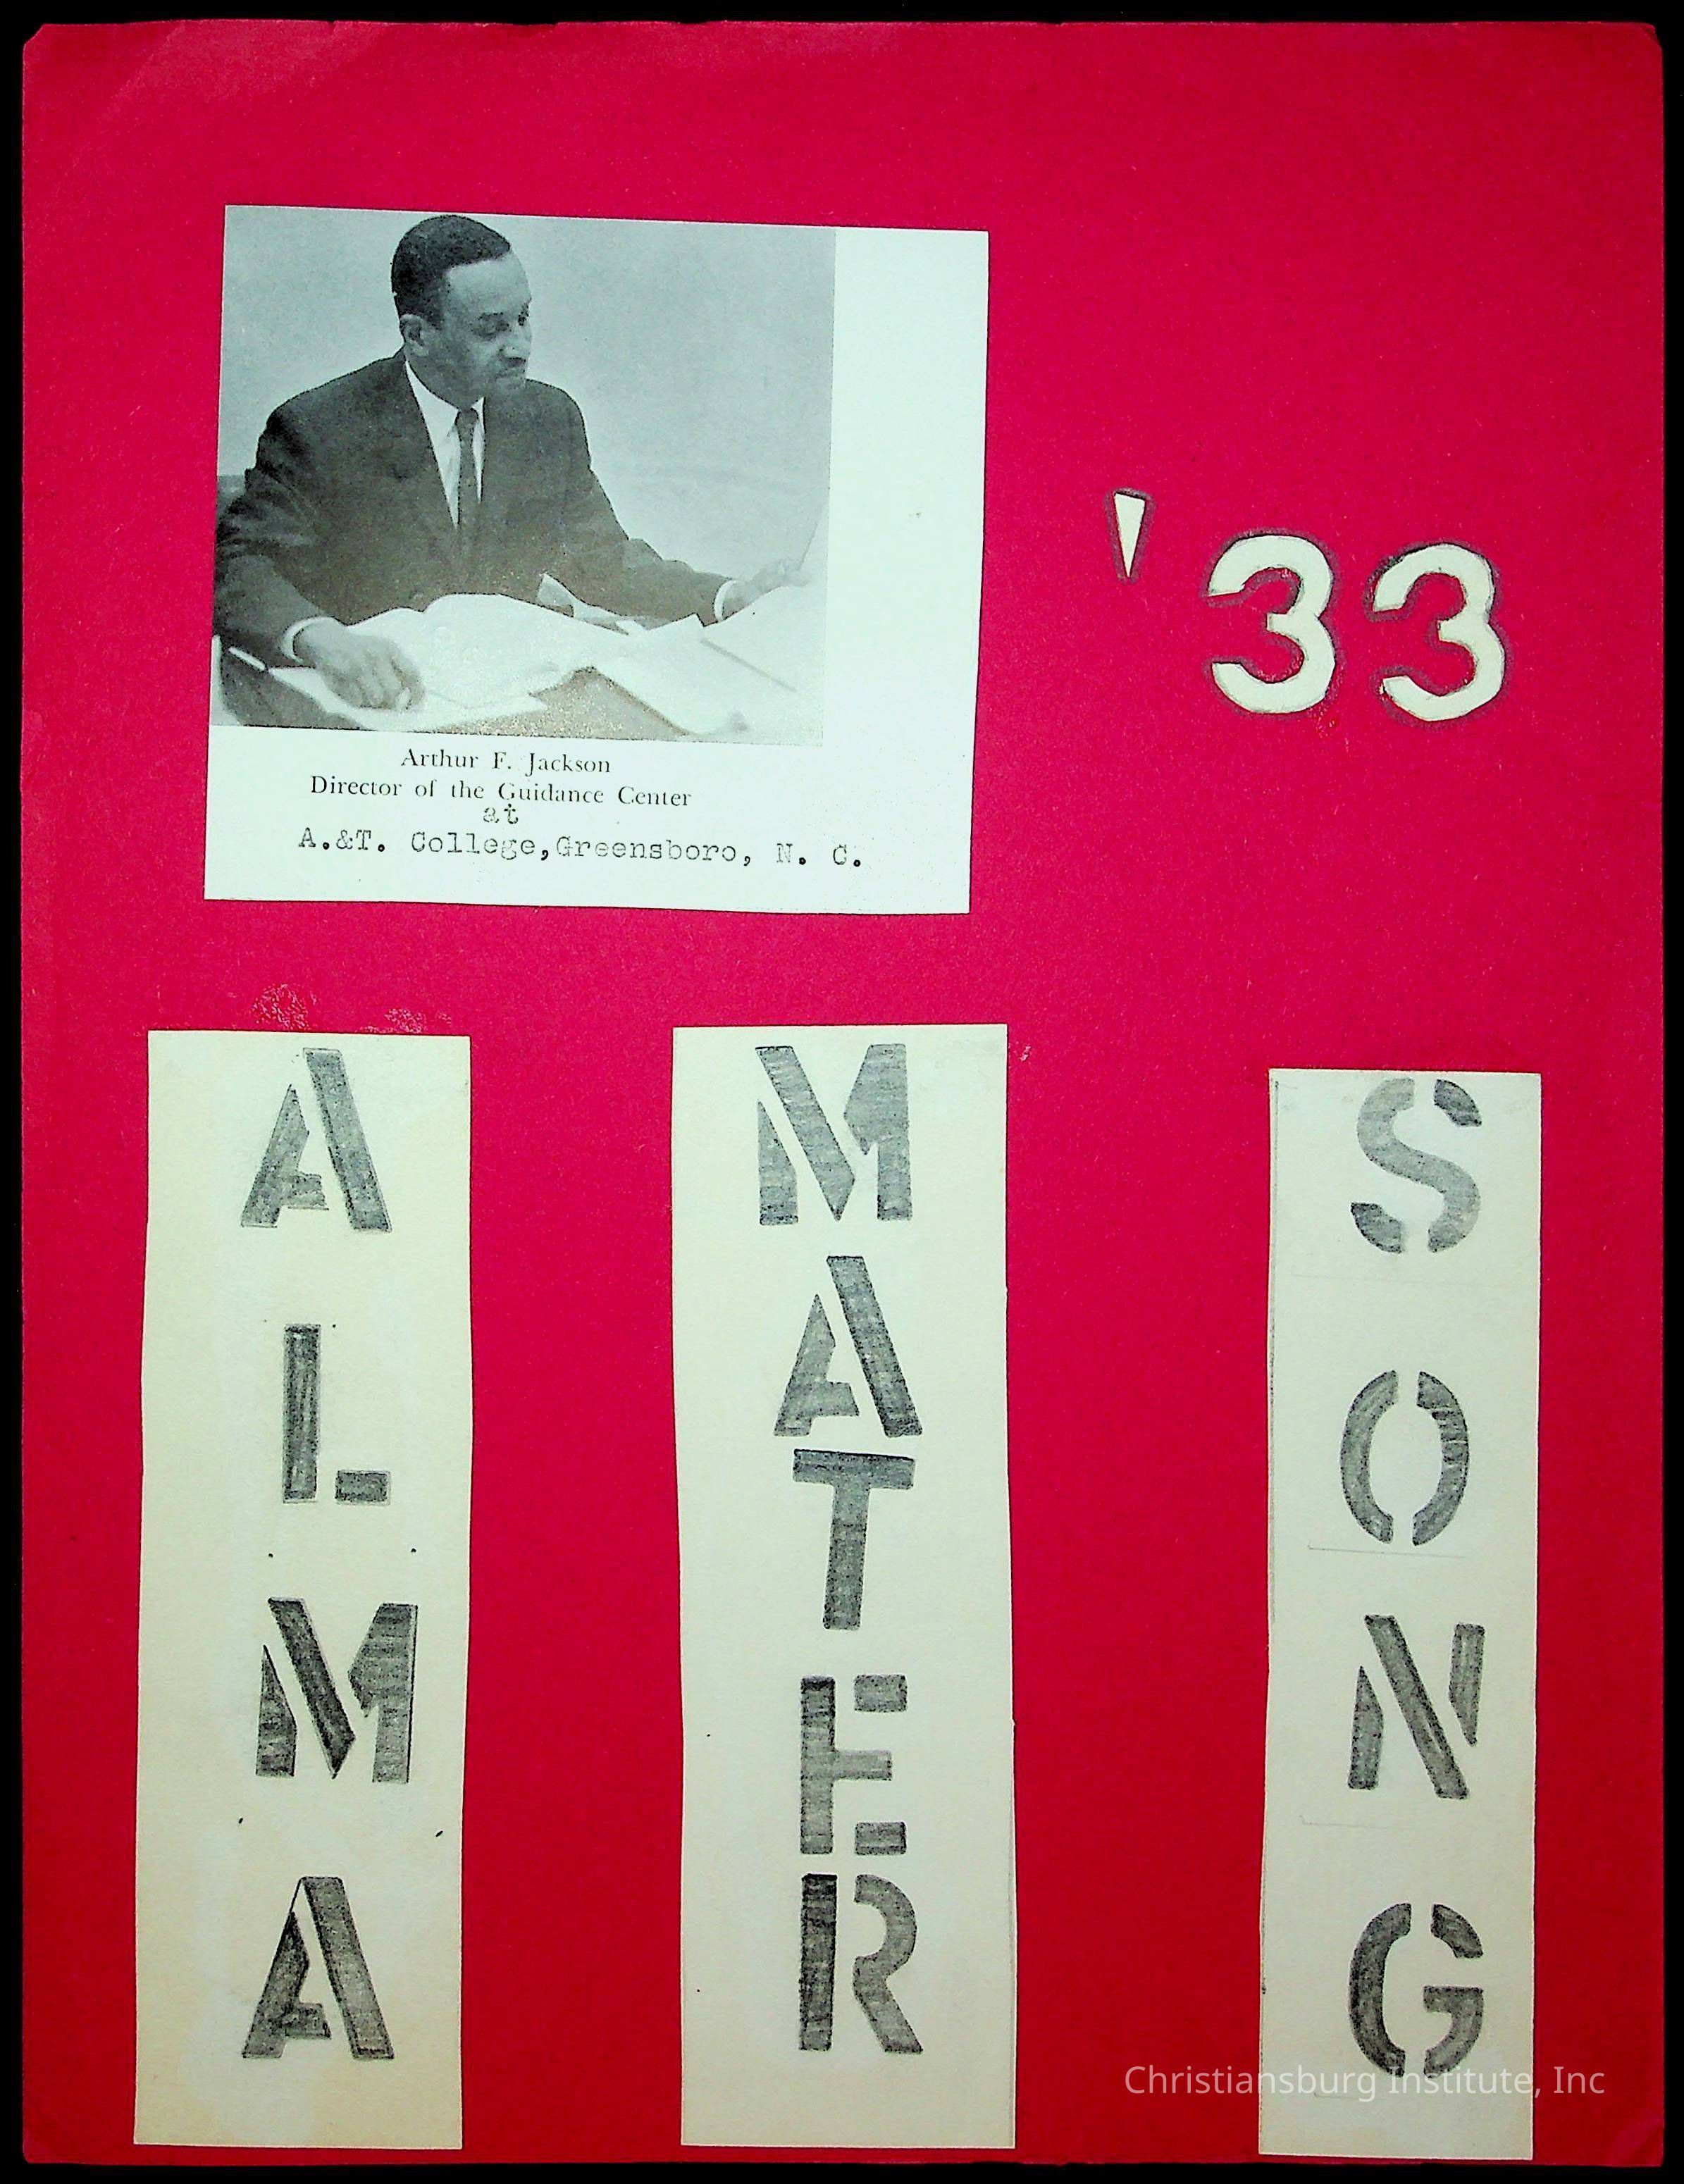 '33
Arthur F. Jackson
Director of the Guidance Center
at
A.&T. College,Greensboro, N. C.
ALMA
MATER
SONG
Christiansburg Institute, Inc